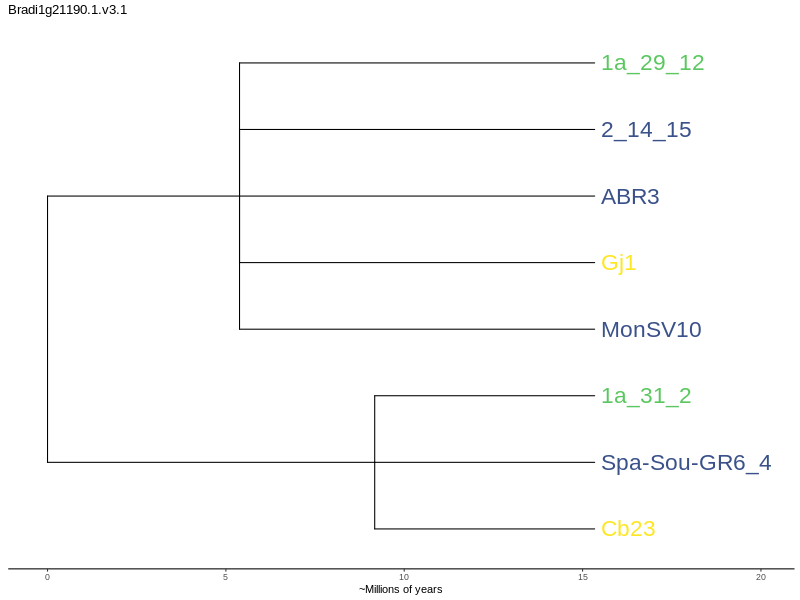 Bradi1g21190.1.v3.1
1a_29_12
2_14_15
ABR3
Gj1
MonSV10
1a_31_2
Spa-Sou-GR6_4
Cb23
0 5 10 15 20
~Millions of years